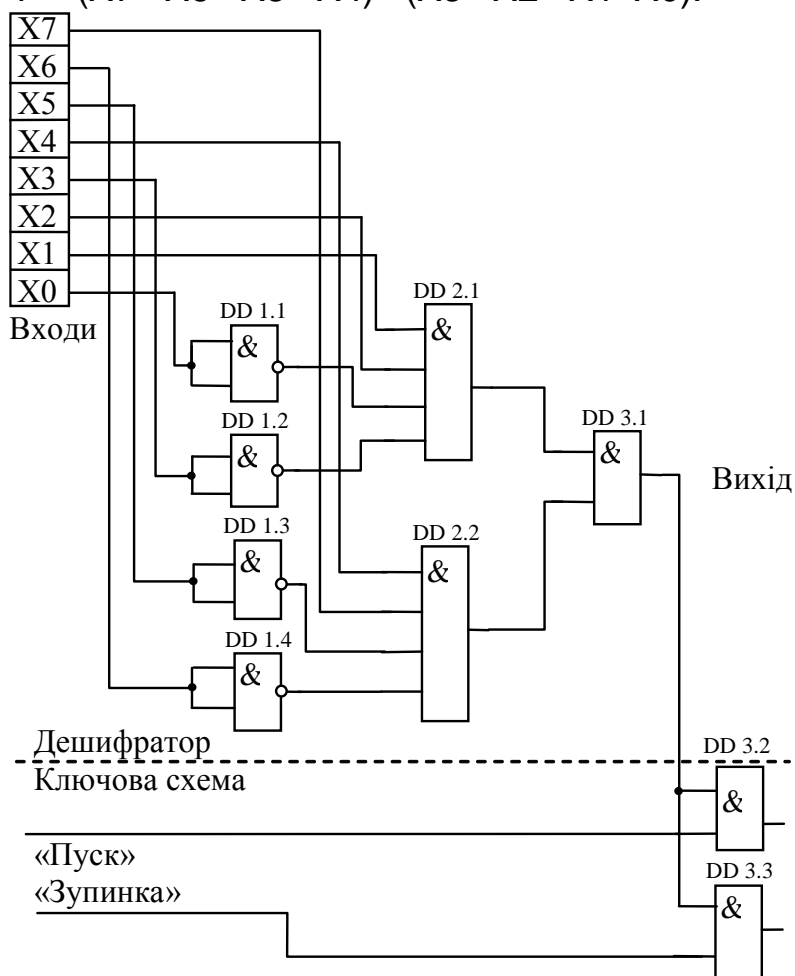 X7
X6
X5
X4
X3
X2
X1
X0
Входи
DD 1.1
&
DD 1.2
&
DD 1.3
&
DD 1.4
&
DD 2.1
&
DD 2.2
&
DD 3.1
&
Вихід
Дешифратор
Ключова схема
DD 3.2
&
«Пуск»
«Зупинка»
DD 3.3
&